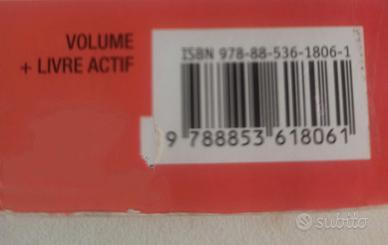 VOLUME
+ LIVRE ACTIF
ISBN 978-88-536-1806-1
9 788853 618061
subito